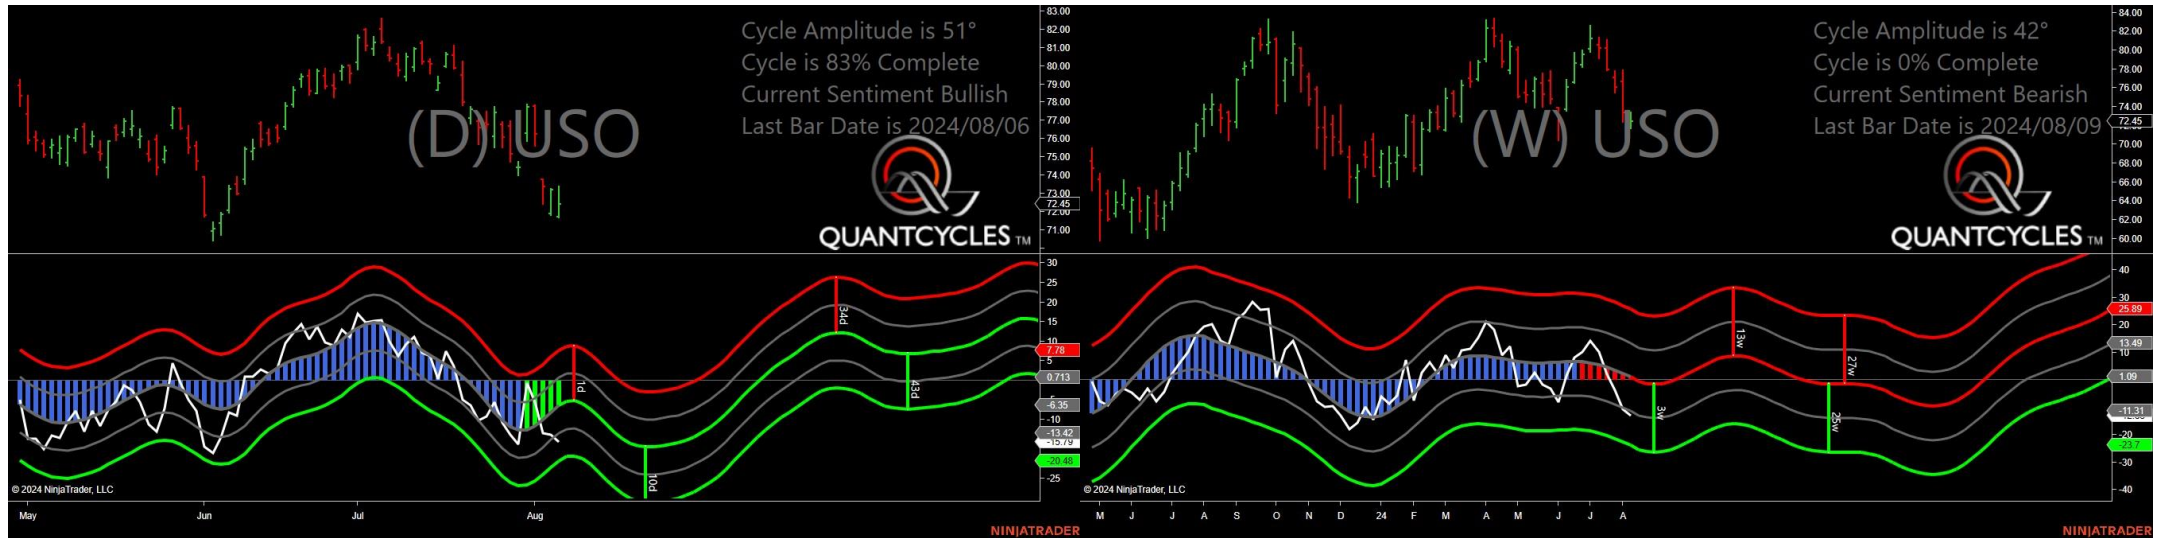 Cycle Amplitude is 51°
Cycle is 83% Complete
Current Sentiment Bullish
Last Bar Date is 2024/08/06
(D) USO
QUANTCYCLES TM
83.00
82.00
81.00
80.00
79.00
78.00
77.00
76.00
75.00
74.00
73.00
72.45
72.00
71.00
30
25
20
15
10
7.78
5
0.713
-6.35
-10
-13.42
-15.79
-20.48
-25
1d
10d
34d
43d
© 2024 NinjaTrader, LLC
May Jun Jul Aug
NINJATRADER
Cycle Amplitude is 42°
Cycle is 0% Complete
Current Sentiment Bearish
Last Bar Date is 2024/08/09
(W) USO
QUANTCYCLES TM
84.00
82.00
80.00
78.00
76.00
74.00
72.45
70.00
68.00
66.00
64.00
62.00
60.00
40
30
25.89
20
13.49
10
1.09
-11.31
-20
-23.7
-30
-40
3w
13w
25w
27w
© 2024 NinjaTrader, LLC
M J J A S O N D 24 F M A M J J A
NINJATRADER